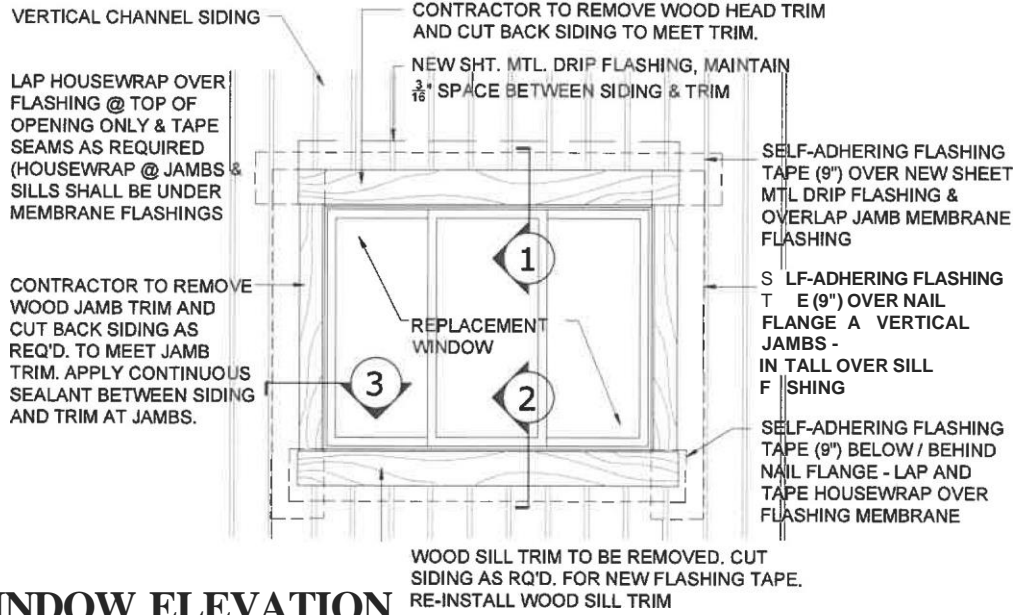 VERTICAL CHANNEL SIDING
CONTRACTOR TO REMOVE WOOD HEAD TRIM
AND CUT BACK SIDING TO MEET TRIM.
NEW SHT. MTL. DRIP FLASHING, MAINTAIN
3/16" SPACE BETWEEN SIDING & TRIM
LAP HOUSEWRAP OVER
FLASHING @ TOP OF
OPENING ONLY & TAPE
SEAMS AS REQUIRED
(HOUSEWRAP @ JAMBS &
SILLS SHALL BE UNDER
MEMBRANE FLASHINGS
SELF-ADHERING FLASHING
TAPE (9") OVER NEW SHEET
MTL DRIP FLASHING &
OVERLAP JAMB MEMBRANE
FLASHING
CONTRACTOR TO REMOVE
WOOD JAMB TRIM AND
CUT BACK SIDING AS
REQ'D. TO MEET JAMB
TRIM. APPLY CONTINUOUS
SEALANT BETWEEN SIDING
AND TRIM AT JAMBS.
S LF-ADHERING FLASHING
T E (9") OVER NAIL
FLANGE A VERTICAL
JAMBS -
IN TALL OVER SILL
F SHING
1
REPLACEMENT
WINDOW
3
2
SELF-ADHERING FLASHING
TAPE (9") BELOW / BEHIND
NAIL FLANGE - LAP AND
TAPE HOUSEWRAP OVER
FLASHING MEMBRANE
WOOD SILL TRIM TO BE REMOVED. CUT
SIDING AS RQ'D. FOR NEW FLASHING TAPE.
RE-INSTALL WOOD SILL TRIM
INDOW ELEVATION